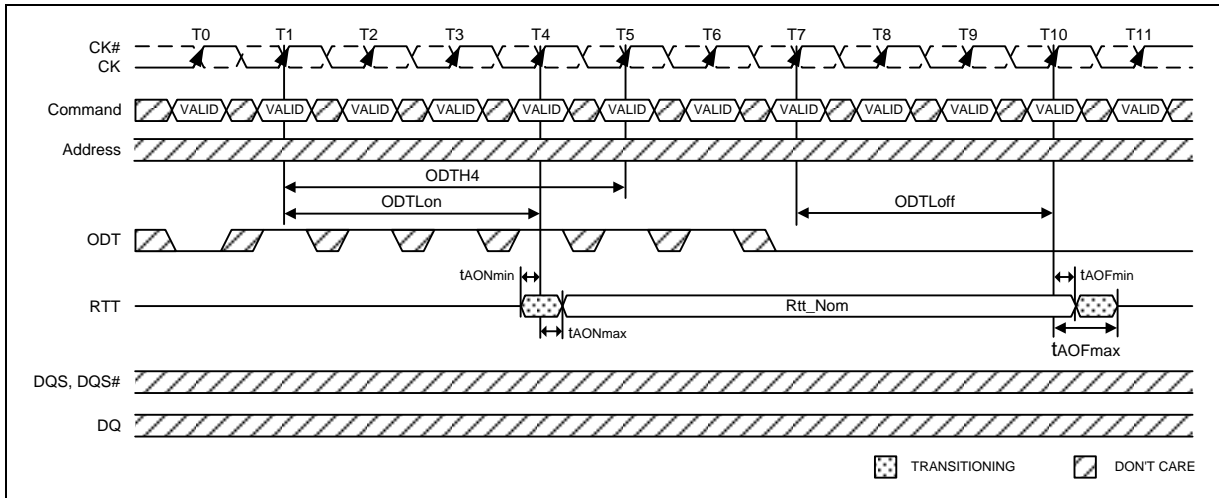 T0 T1 T2 T3 T4 T5 T6 T7 T8 T9 T10 T11
CK#
CK
Command VALID VALID VALID VALID VALID VALID VALID VALID VALID VALID VALID VALID
Address
ODTH4
ODTLon ODTLoff
ODT
tAONmin tAOFmin
RTT Rtt_Nom
tAONmax
tAOFmax
DQS, DQS#
DQ
TRANSITIONING DON'T CARE